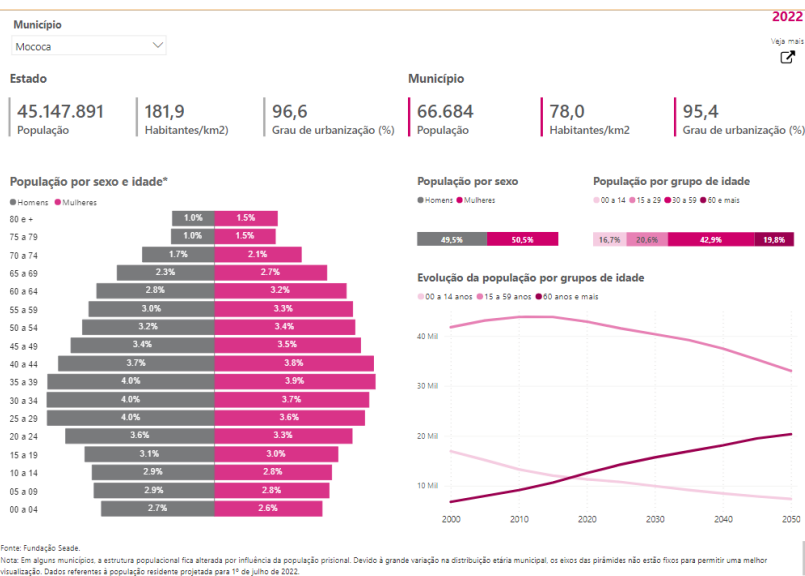 2022
Município
Mococa
Veja mais
Estado
Município
45.147.891
População
181,9
Habitantes/km2)
96,6
Grau de urbanização (%)
66.684
População
78,0
Habitantes/km2
95,4
Grau de urbanização (%)
População por sexo e idade*
Homens Mulheres
80 e + 1.0% 1.5%
75 a 79 1.0% 1.5%
70 a 74 1.7% 2.1%
65 a 69 2.3% 2.7%
60 a 64 2.8% 3.2%
55 a 59 3.0% 3.3%
50 a 54 3.2% 3.4%
45 a 49 3.4% 3.5%
40 a 44 3.7% 3.8%
35 a 39 4.0% 3.9%
30 a 34 4.0% 3.7%
25 a 29 4.0% 3.6%
20 a 24 3.6% 3.3%
15 a 19 3.1% 3.0%
10 a 14 2.9% 2.8%
05 a 09 2.9% 2.8%
00 a 04 2.7% 2.6%
População por sexo
Homens Mulheres
49,5% 50,5%
População por grupo de idade
00 a 14 15 a 29 30 a 59 60 e mais
16,7% 20,6% 42,9% 19,8%
Evolução da população por grupos de idade
00 a 14 anos 15 a 59 anos 60 anos e mais
40 Mil
30 Mil
20 Mil
10 Mil
2000 2010 2020 2030 2040 2050
Fonte: Fundação Seade.
Nota: Em alguns municípios, a estrutura populacional fica alterada por influência da população prisional. Devido à grande variação na distribuição etária municipal, os eixos das pirâmides não estão fixos para permitir uma melhor
visualização. Dados referentes à população residente projetada para 1º de julho de 2022.